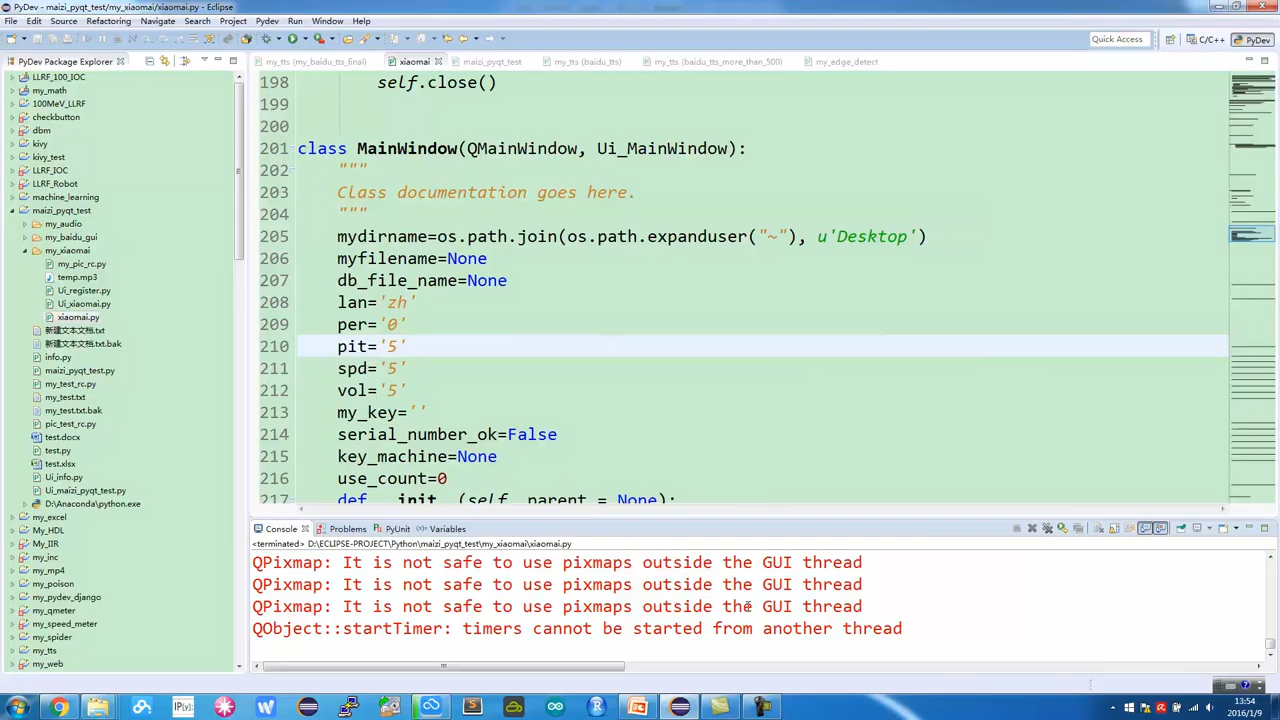 PyDev - maizi_pyqt_test/my_xiaomai/xiaomai.py - Eclipse
File Edit Source Refactoring Navigate Search Project Pydev Run Window Help
Quick Access
C/C++
PyDev
PyDev Package Explorer
LLRF_100_IOC
my_math
100MeV_LLRF
checkbutton
dbm
kivy
kivy_test
LLRF_IOC
LLRF_Robot
machine_learning
maizi_pyqt_test
my_audio
my_baidu_gui
my_xiaomai
my_pic_rc.py
temp.mp3
Ui_register.py
Ui_xiaomai.py
xiaomai.py
新建文本文档.txt
新建文本文档.txt.bak
info.py
maizi_pyqt_test.py
my_test_rc.py
my_test.txt
my_test.txt.bak
pic_test_rc.py
test.docx
test.py
test.xlsx
Ui_info.py
Ui_maizi_pyqt_test.py
D:\Anaconda\python.exe
my_excel
my_HDL
my_IIR
my_inc
my_mp4
my_poison
my_pydev_django
my_qmeter
my_speed_meter
my_spider
my_tts
my_web
my_tts (my_baidu_tts_final)
xiaomai
maizi_pyqt_test
my_tts (baidu_tts)
my_tts (baidu_tts_more_than_500)
my_edge_detect
198 self.close()
199
200
201 class MainWindow(QMainWindow, Ui_MainWindow):
202 """
203 Class documentation goes here.
204 """
205 mydirname=os.path.join(os.path.expanduser("~"), u'Desktop')
206 myfilename=None
207 db_file_name=None
208 lan='zh'
209 per='0'
210 pit='5'
211 spd='5'
212 vol='5'
213 my_key=''
214 serial_number_ok=False
215 key_machine=None
216 use_count=0
217 def __init__(self, parent = None):
Console Problems PyUnit Variables
<terminated> D:\ECLIPSE-PROJECT\Python\maizi_pyqt_test\my_xiaomai\xiaomai.py
QPixmap: It is not safe to use pixmaps outside the GUI thread
QPixmap: It is not safe to use pixmaps outside the GUI thread
QPixmap: It is not safe to use pixmaps outside the GUI thread
QObject::startTimer: timers cannot be started from another thread
13:54
2016/1/9